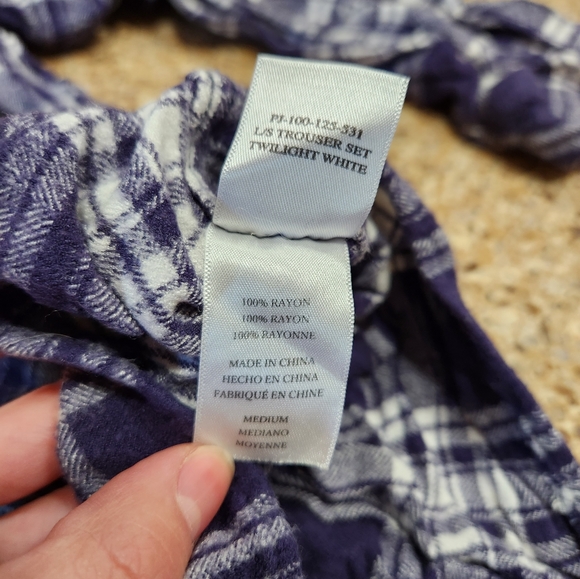 PJ-100-125-531
L/S TROUSER SET
TWILIGHT WHITE
100% RAYON
100% RAYON
100% RAYONNE
MADE IN CHINA
HECHO EN CHINA
FABRIQUÉ EN CHINE
MEDIUM
MEDIANO
MOYENNE